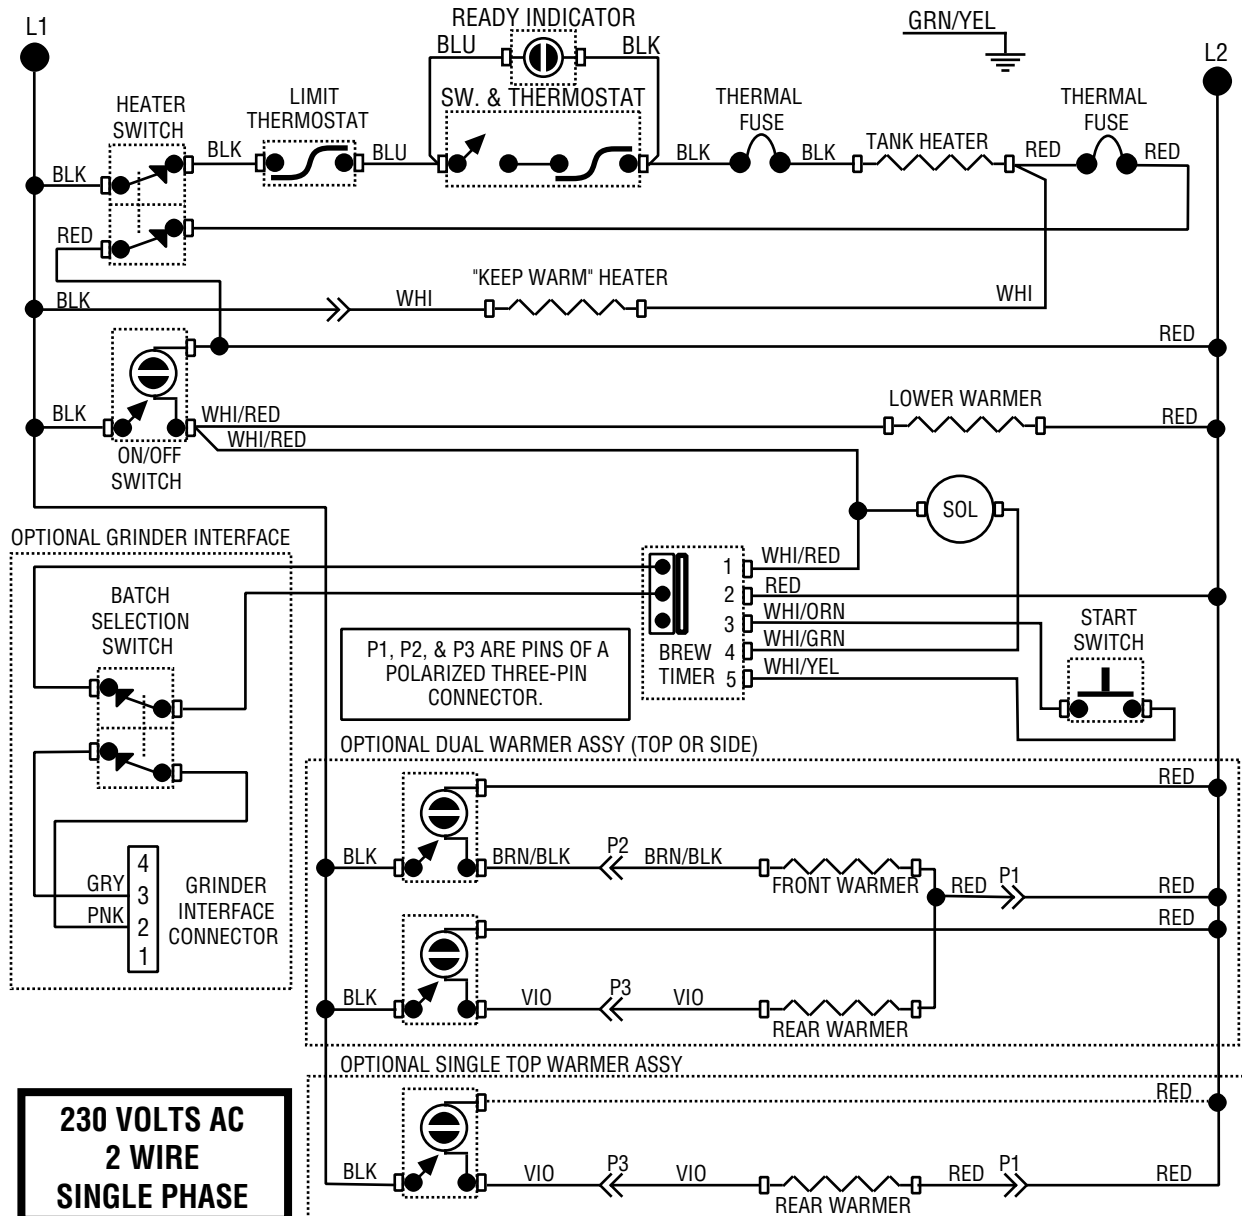 L1
READY INDICATOR
BLU
BLK
GRN/YEL
L2
HEATER
SWITCH
LIMIT
THERMOSTAT
SW. & THERMOSTAT
THERMAL
FUSE
THERMAL
FUSE
BLK
BLU
BLK
BLK
TANK HEATER
RED
RED
BLK
RED
"KEEP WARM" HEATER
BLK
WHI
WHI
RED
BLK
WHI/RED
WHI/RED
LOWER WARMER
RED
ON/OFF
SWITCH
SOL
OPTIONAL GRINDER INTERFACE
BATCH
SELECTION
SWITCH
1
2
3
4
5
BREW
TIMER
WHI/RED
RED
WHI/ORN
WHI/GRN
WHI/YEL
START
SWITCH
P1, P2, & P3 ARE PINS OF A
POLARIZED THREE-PIN
CONNECTOR.
OPTIONAL DUAL WARMER ASSY (TOP OR SIDE)
RED
BLK
BRN/BLK
P2
BRN/BLK
FRONT WARMER
RED
P1
RED
RED
BLK
VIO
P3
VIO
REAR WARMER
4
3
2
1
GRY
PNK
GRINDER
INTERFACE
CONNECTOR
OPTIONAL SINGLE TOP WARMER ASSY
RED
BLK
VIO
P3
VIO
REAR WARMER
RED
P1
RED
230 VOLTS AC
2 WIRE
SINGLE PHASE